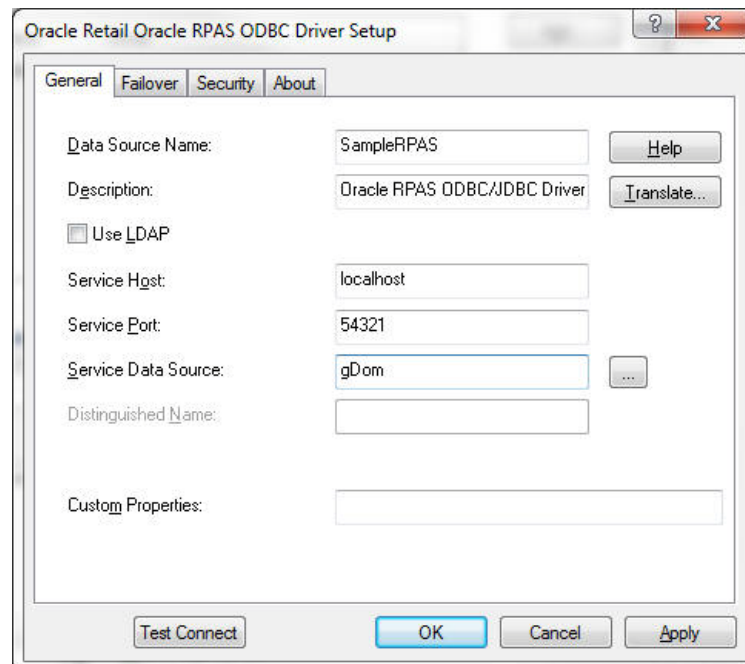 Oracle Retail Oracle RPAS ODBC Driver Setup
General Failover Security About
Data Source Name: SampleRPAS Help
Description: Oracle RPAS ODBC/JDBC Driver Translate...
Use LDAP
Service Host: localhost
Service Port: 54321
Service Data Source: gDom ...
Distinguished Name:
Custom Properties:
Test Connect OK Cancel Apply